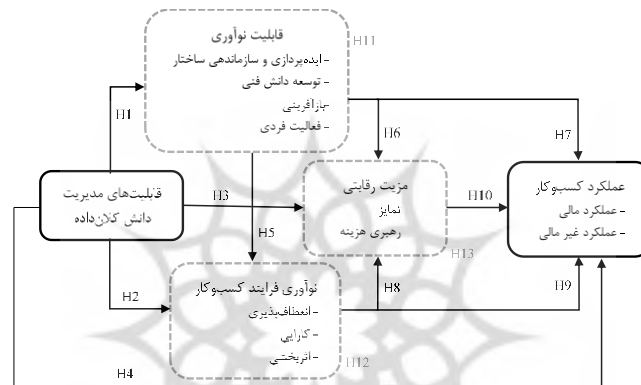 قابلیت نوآوری
-ایده‌پردازی و سازماندهی ساختار
-توسعه دانش فنی
-بازآفرینی
-فعالیت فردی
H11
H1
H6
H7
قابلیت‌های مدیریت
دانش کلان‌داده
H3
مزیت رقابتی
تمایز
رهبری هزینه
H13
H10
عملکرد کسب‌وکار
-عملکرد مالی
-عملکرد غیر مالی
H5
H2
نوآوری فرایند کسب‌وکار
-انعطاف‌پذیری
-کارایی
-اثربخشی
H12
H8
H9
H4